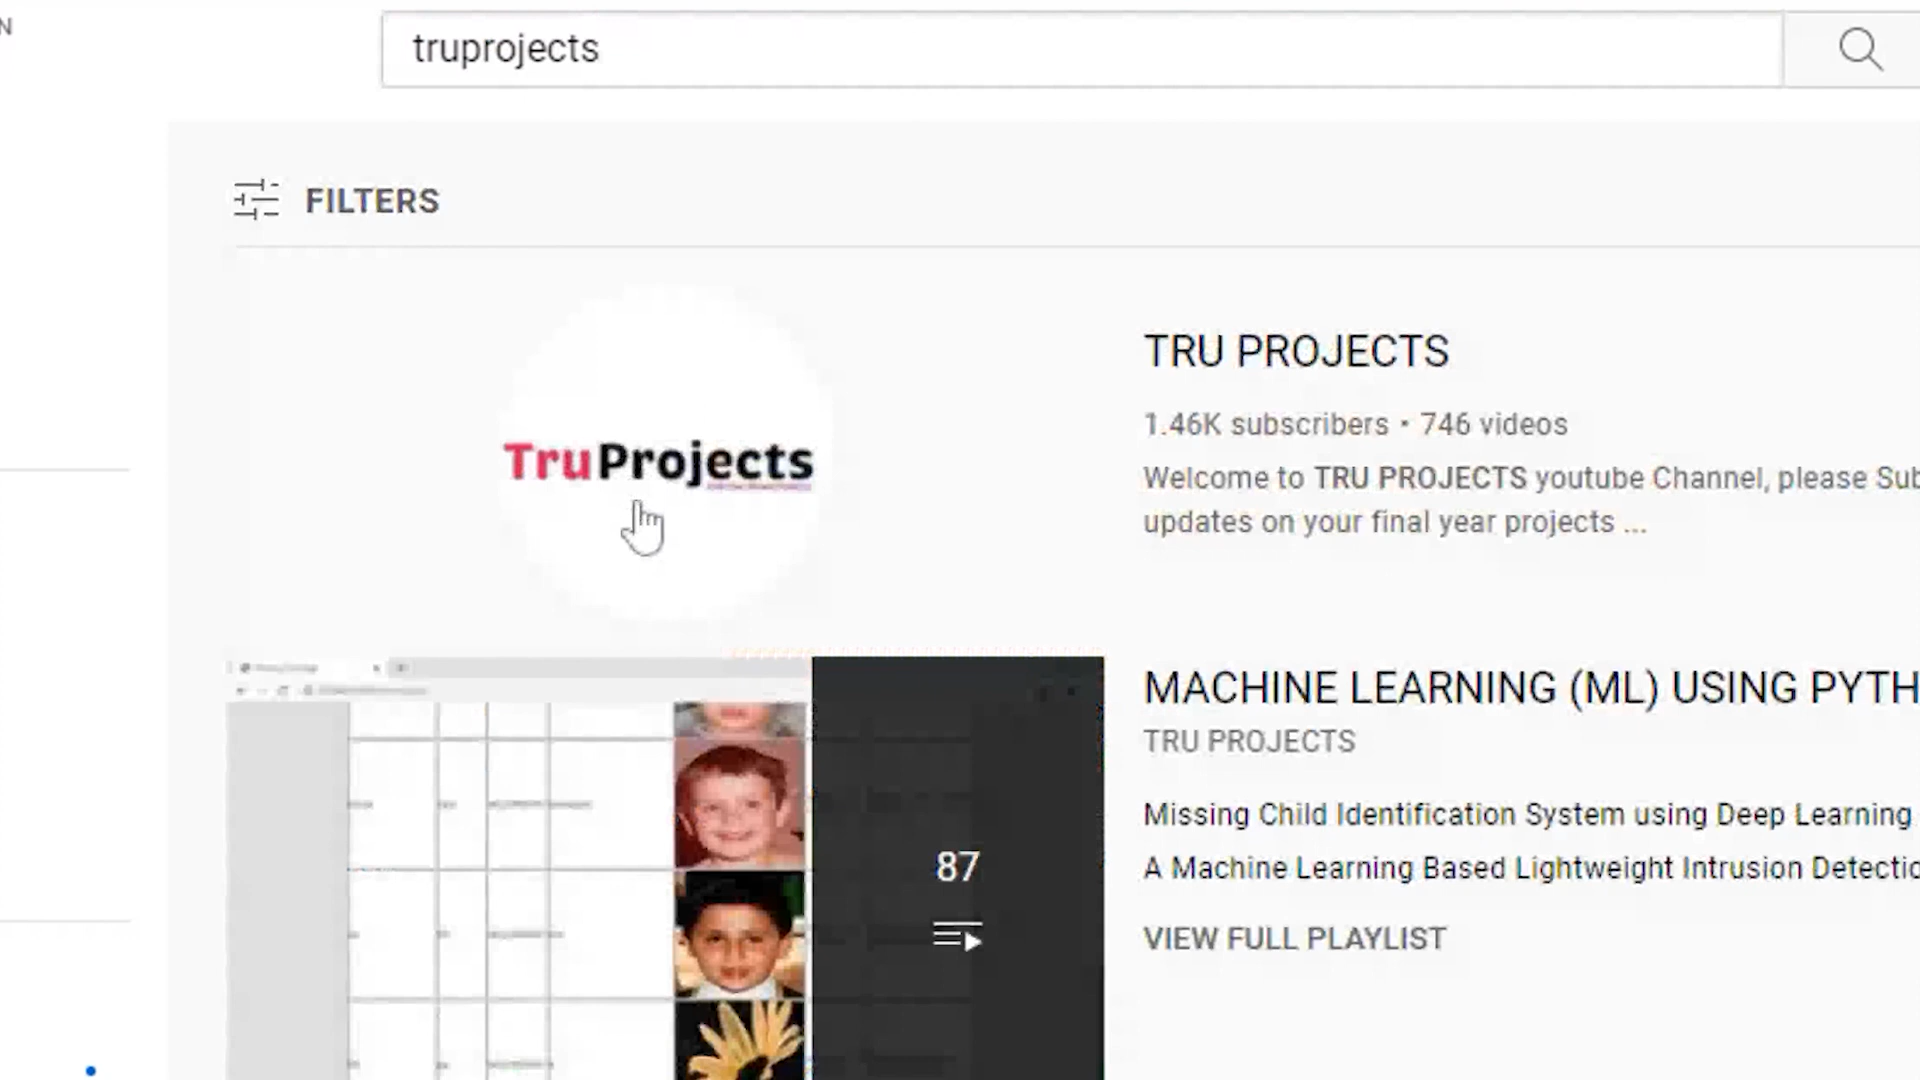 N
truprojects
FILTERS
TruProjects
TRU PROJECTS
1.46K subscribers • 746 videos
Welcome to TRU PROJECTS youtube Channel, please Sub
updates on your final year projects ...
MACHINE LEARNING (ML) USING PYTH
TRU PROJECTS
Missing Child Identification System using Deep Learning
A Machine Learning Based Lightweight Intrusion Detectio
87
VIEW FULL PLAYLIST